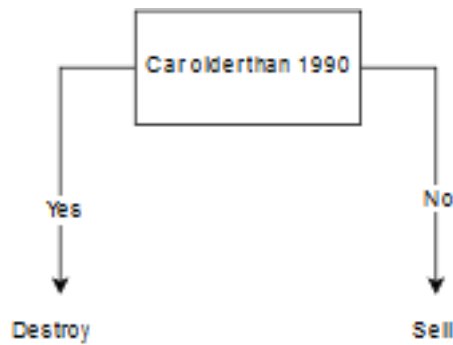 Car olderthan 1990
Yes
No
Destroy
Sell